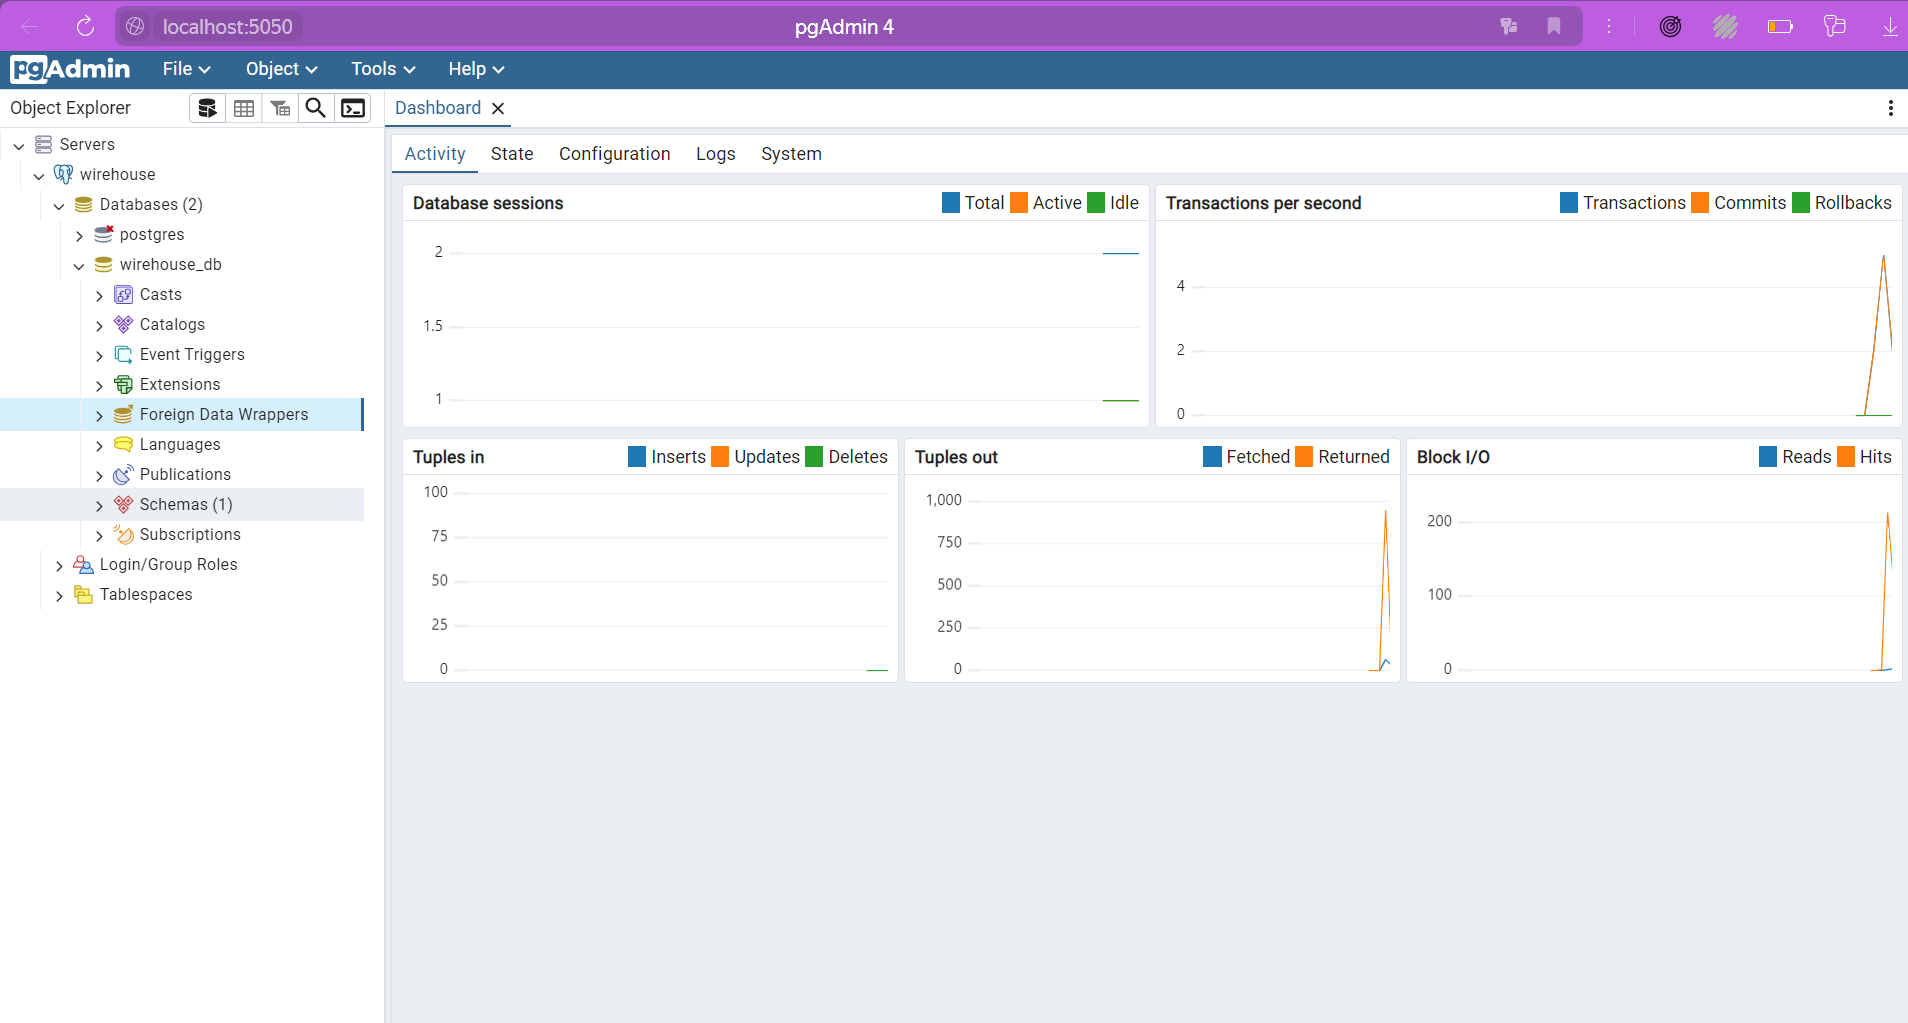 localhost:5050
pgAdmin 4
pgAdmin File Object Tools Help
Object Explorer
Servers
wirehouse
Databases (2)
postgres
wirehouse_db
Casts
Catalogs
Event Triggers
Extensions
Foreign Data Wrappers
Languages
Publications
Schemas (1)
Subscriptions
Login/Group Roles
Tablespaces
Dashboard
Activity State Configuration Logs System
Database sessions Total Active Idle
2
1.5
1
Transactions per second Transactions Commits Rollbacks
4
2
0
Tuples in Inserts Updates Deletes
100
75
50
25
0
Tuples out Fetched Returned
1,000
750
500
250
0
Block I/O Reads Hits
200
100
0